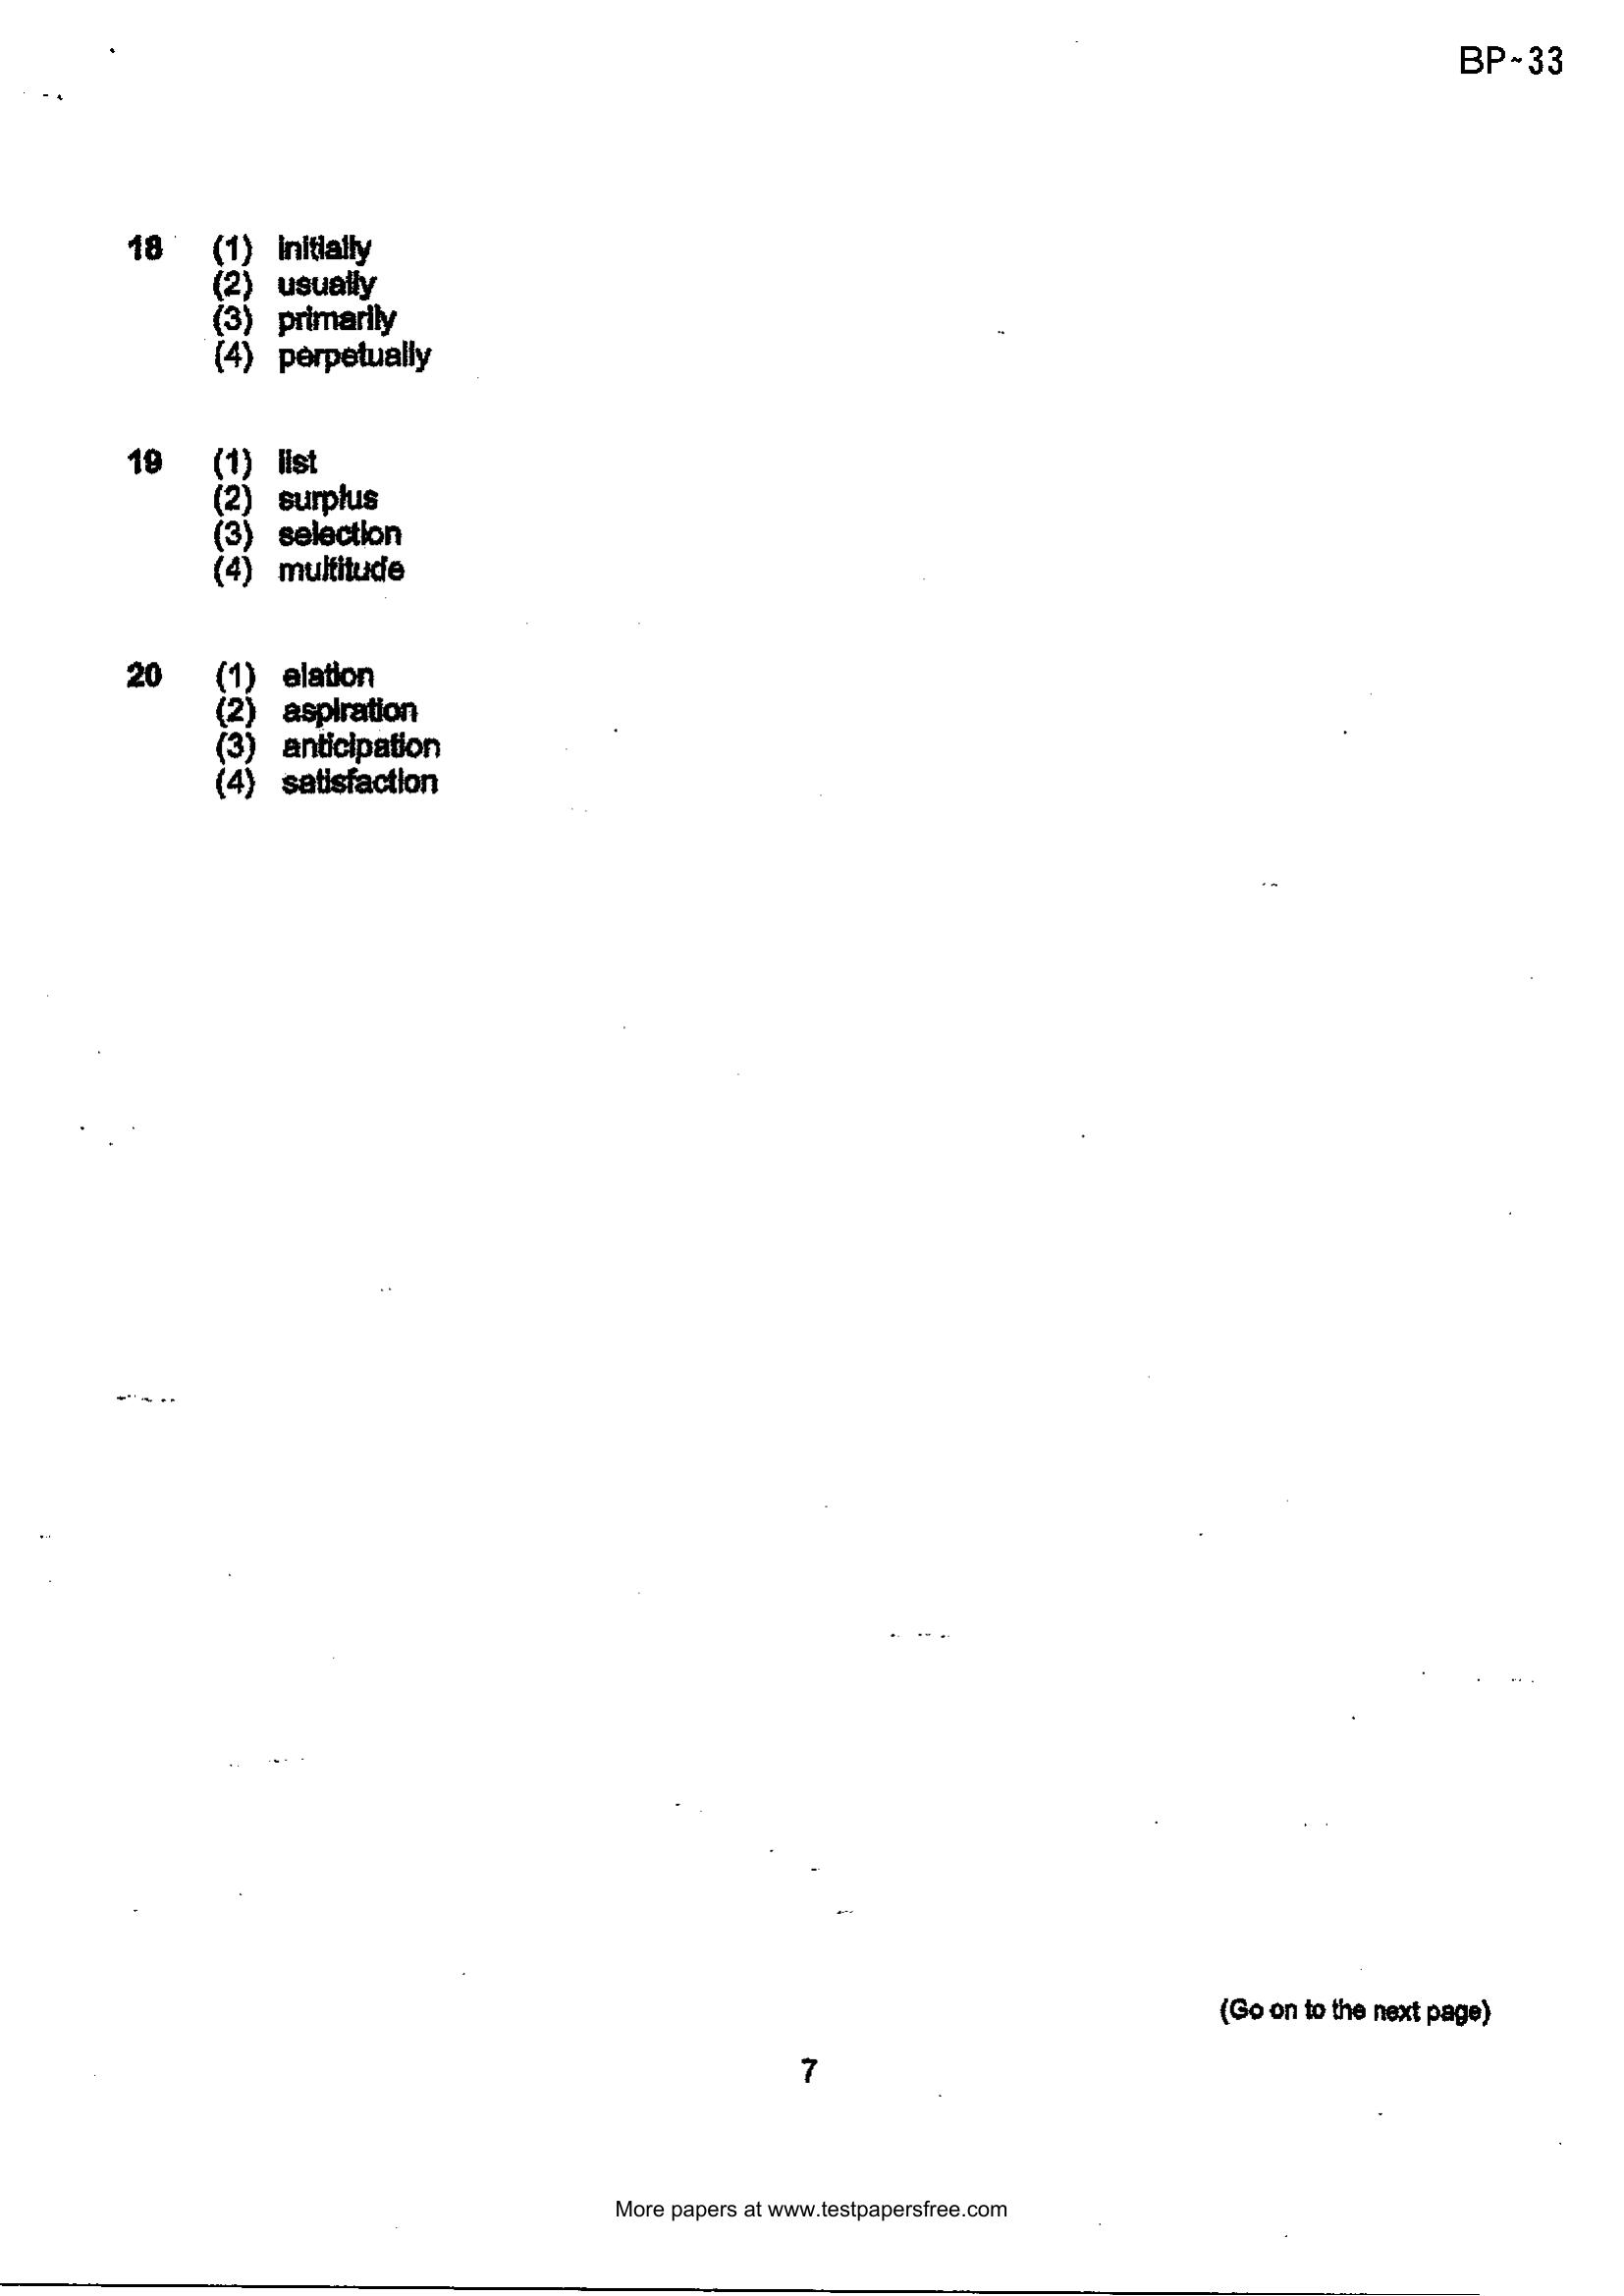 BP~33
18 (1) initially
(2) usually
(3) primarily
(4) perpetually
19 (1) list
(2) surplus
(3) selection
(4) multitude
20 (1) elation
(2) aspiration
(3) anticipation
(4) satisfaction
(Go on to the next page)
7
More papers at www.testpapersfree.com